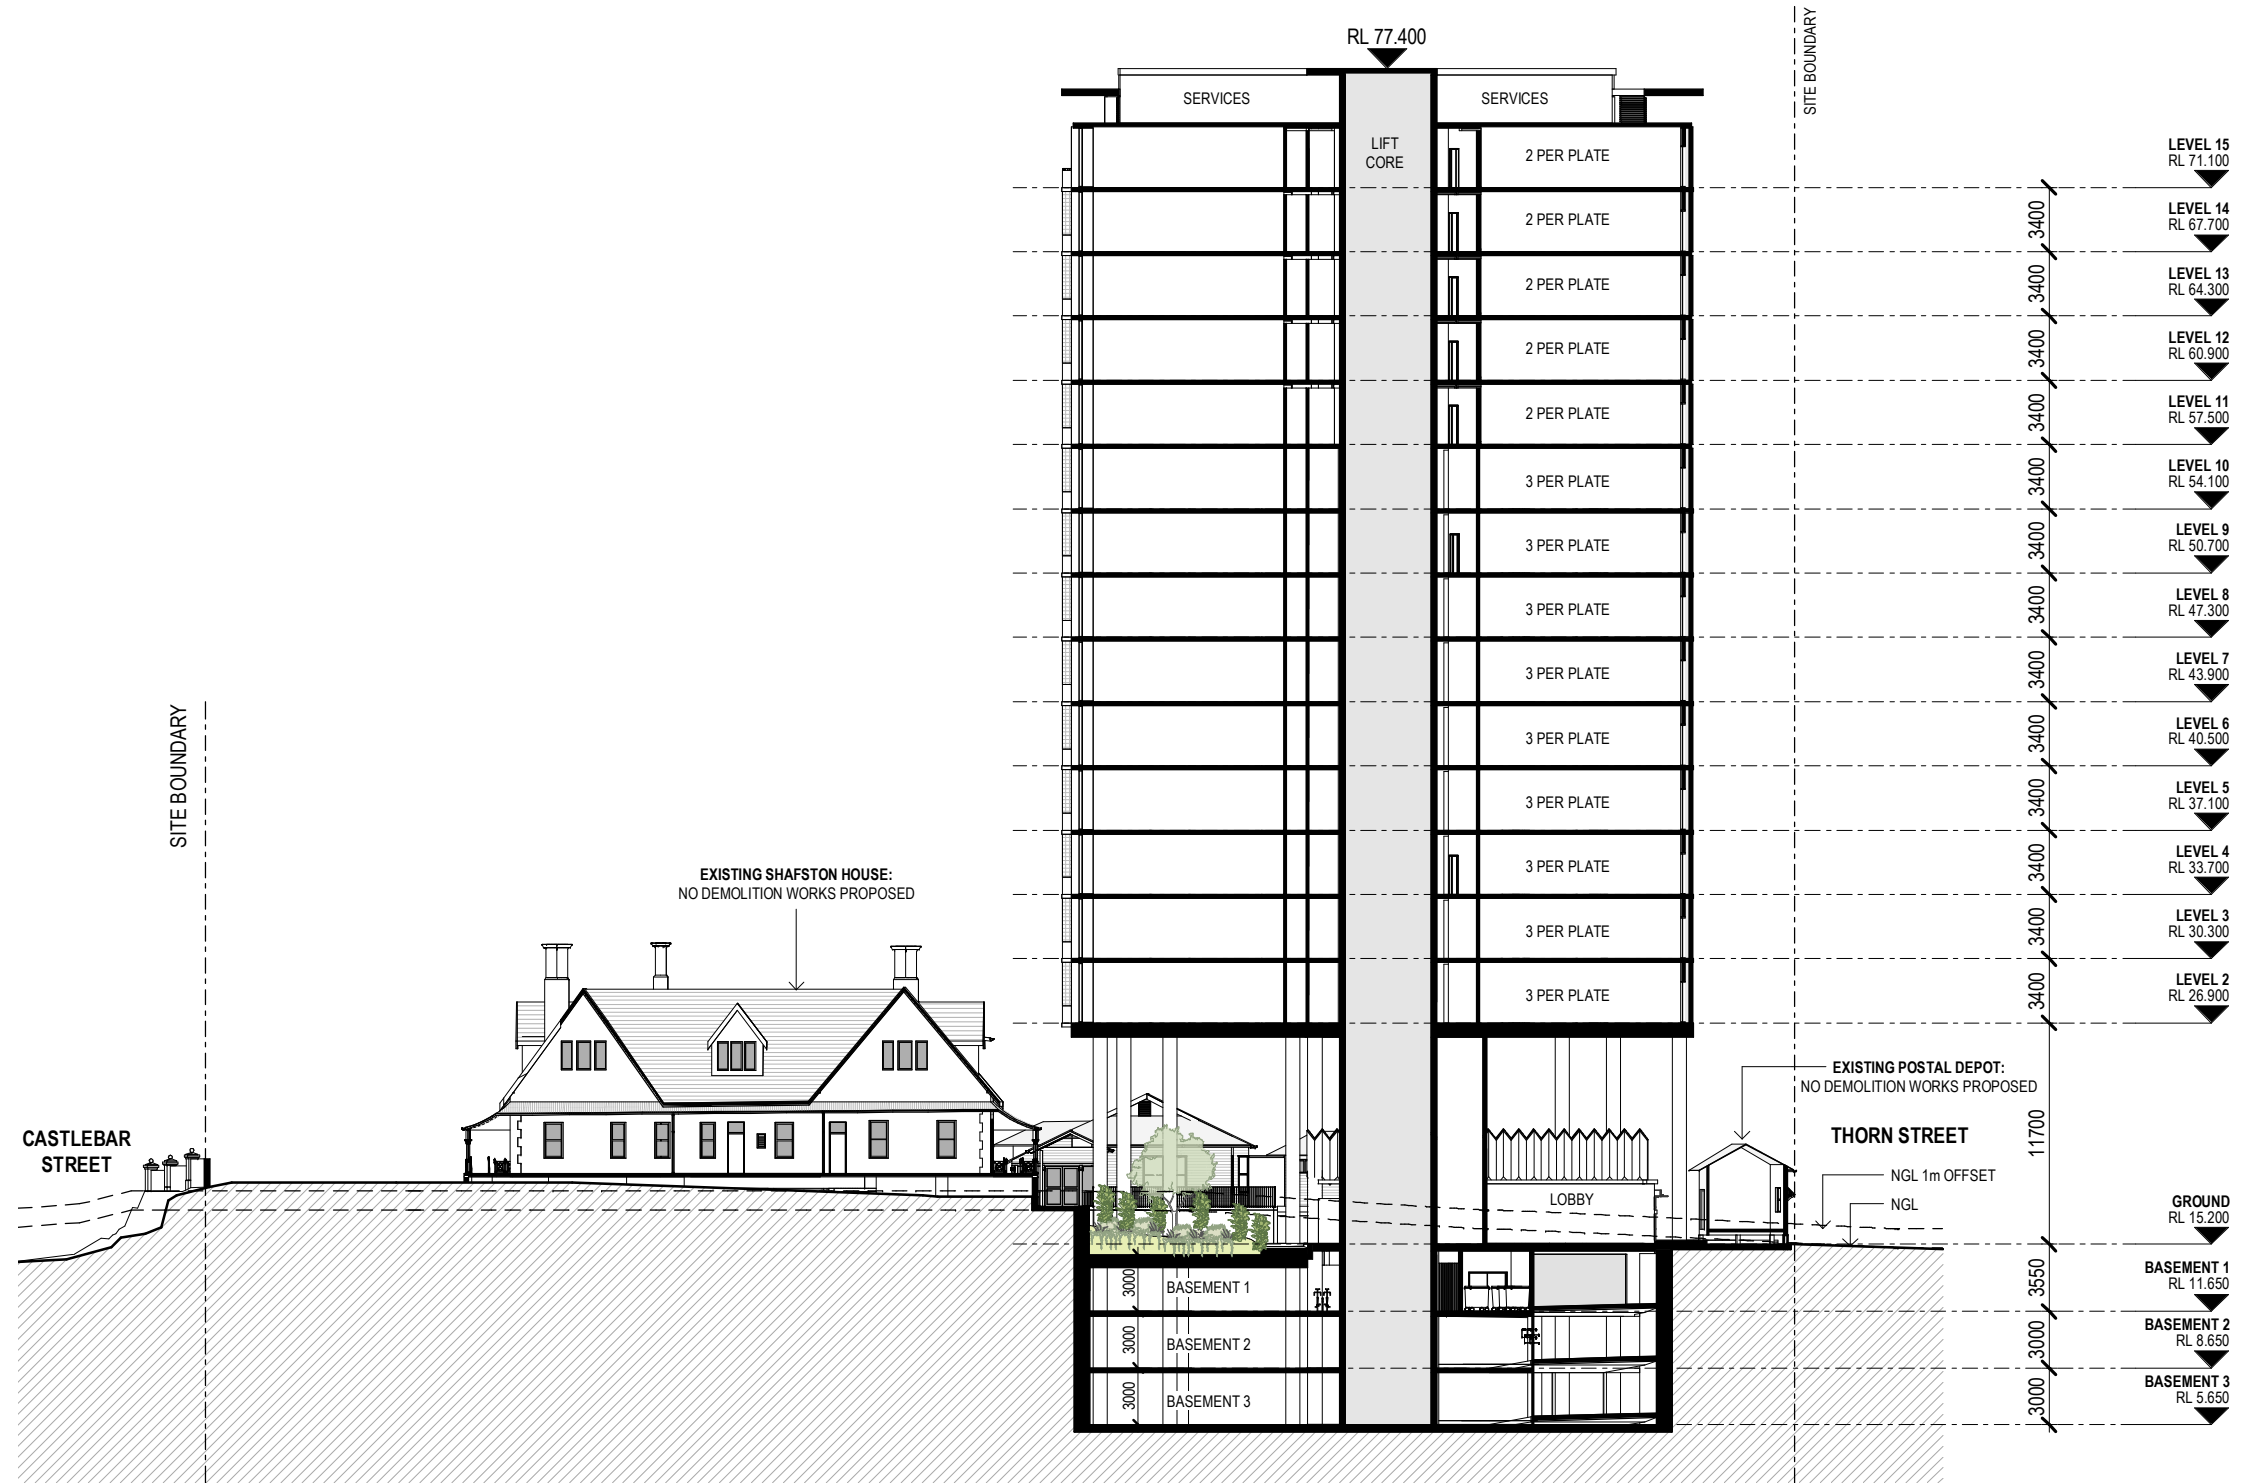 RL 77.400
SITE BOUNDARY
SERVICES
SERVICES
LIFT
CORE
2 PER PLATE
2 PER PLATE
2 PER PLATE
2 PER PLATE
2 PER PLATE
3 PER PLATE
3 PER PLATE
3 PER PLATE
3 PER PLATE
3 PER PLATE
3 PER PLATE
3 PER PLATE
3 PER PLATE
3 PER PLATE
LEVEL 15
RL 71.100
3400
LEVEL 14
RL 67.700
3400
LEVEL 13
RL 64.300
3400
LEVEL 12
RL 60.900
3400
LEVEL 11
RL 57.500
3400
LEVEL 10
RL 54.100
3400
LEVEL 9
RL 50.700
3400
LEVEL 8
RL 47.300
3400
LEVEL 7
RL 43.900
3400
LEVEL 6
RL 40.500
3400
LEVEL 5
RL 37.100
3400
LEVEL 4
RL 33.700
3400
LEVEL 3
RL 30.300
3400
LEVEL 2
RL 26.900
11700
GROUND
RL 15.200
3550
BASEMENT 1
RL 11.650
3000
BASEMENT 2
RL 8.650
3000
BASEMENT 3
RL 5.650
SITE BOUNDARY
EXISTING SHAFSTON HOUSE:
NO DEMOLITION WORKS PROPOSED
CASTLEBAR
STREET
EXISTING POSTAL DEPOT:
NO DEMOLITION WORKS PROPOSED
THORN STREET
NGL 1m OFFSET
NGL
LOBBY
3000
BASEMENT 1
3000
BASEMENT 2
3000
BASEMENT 3